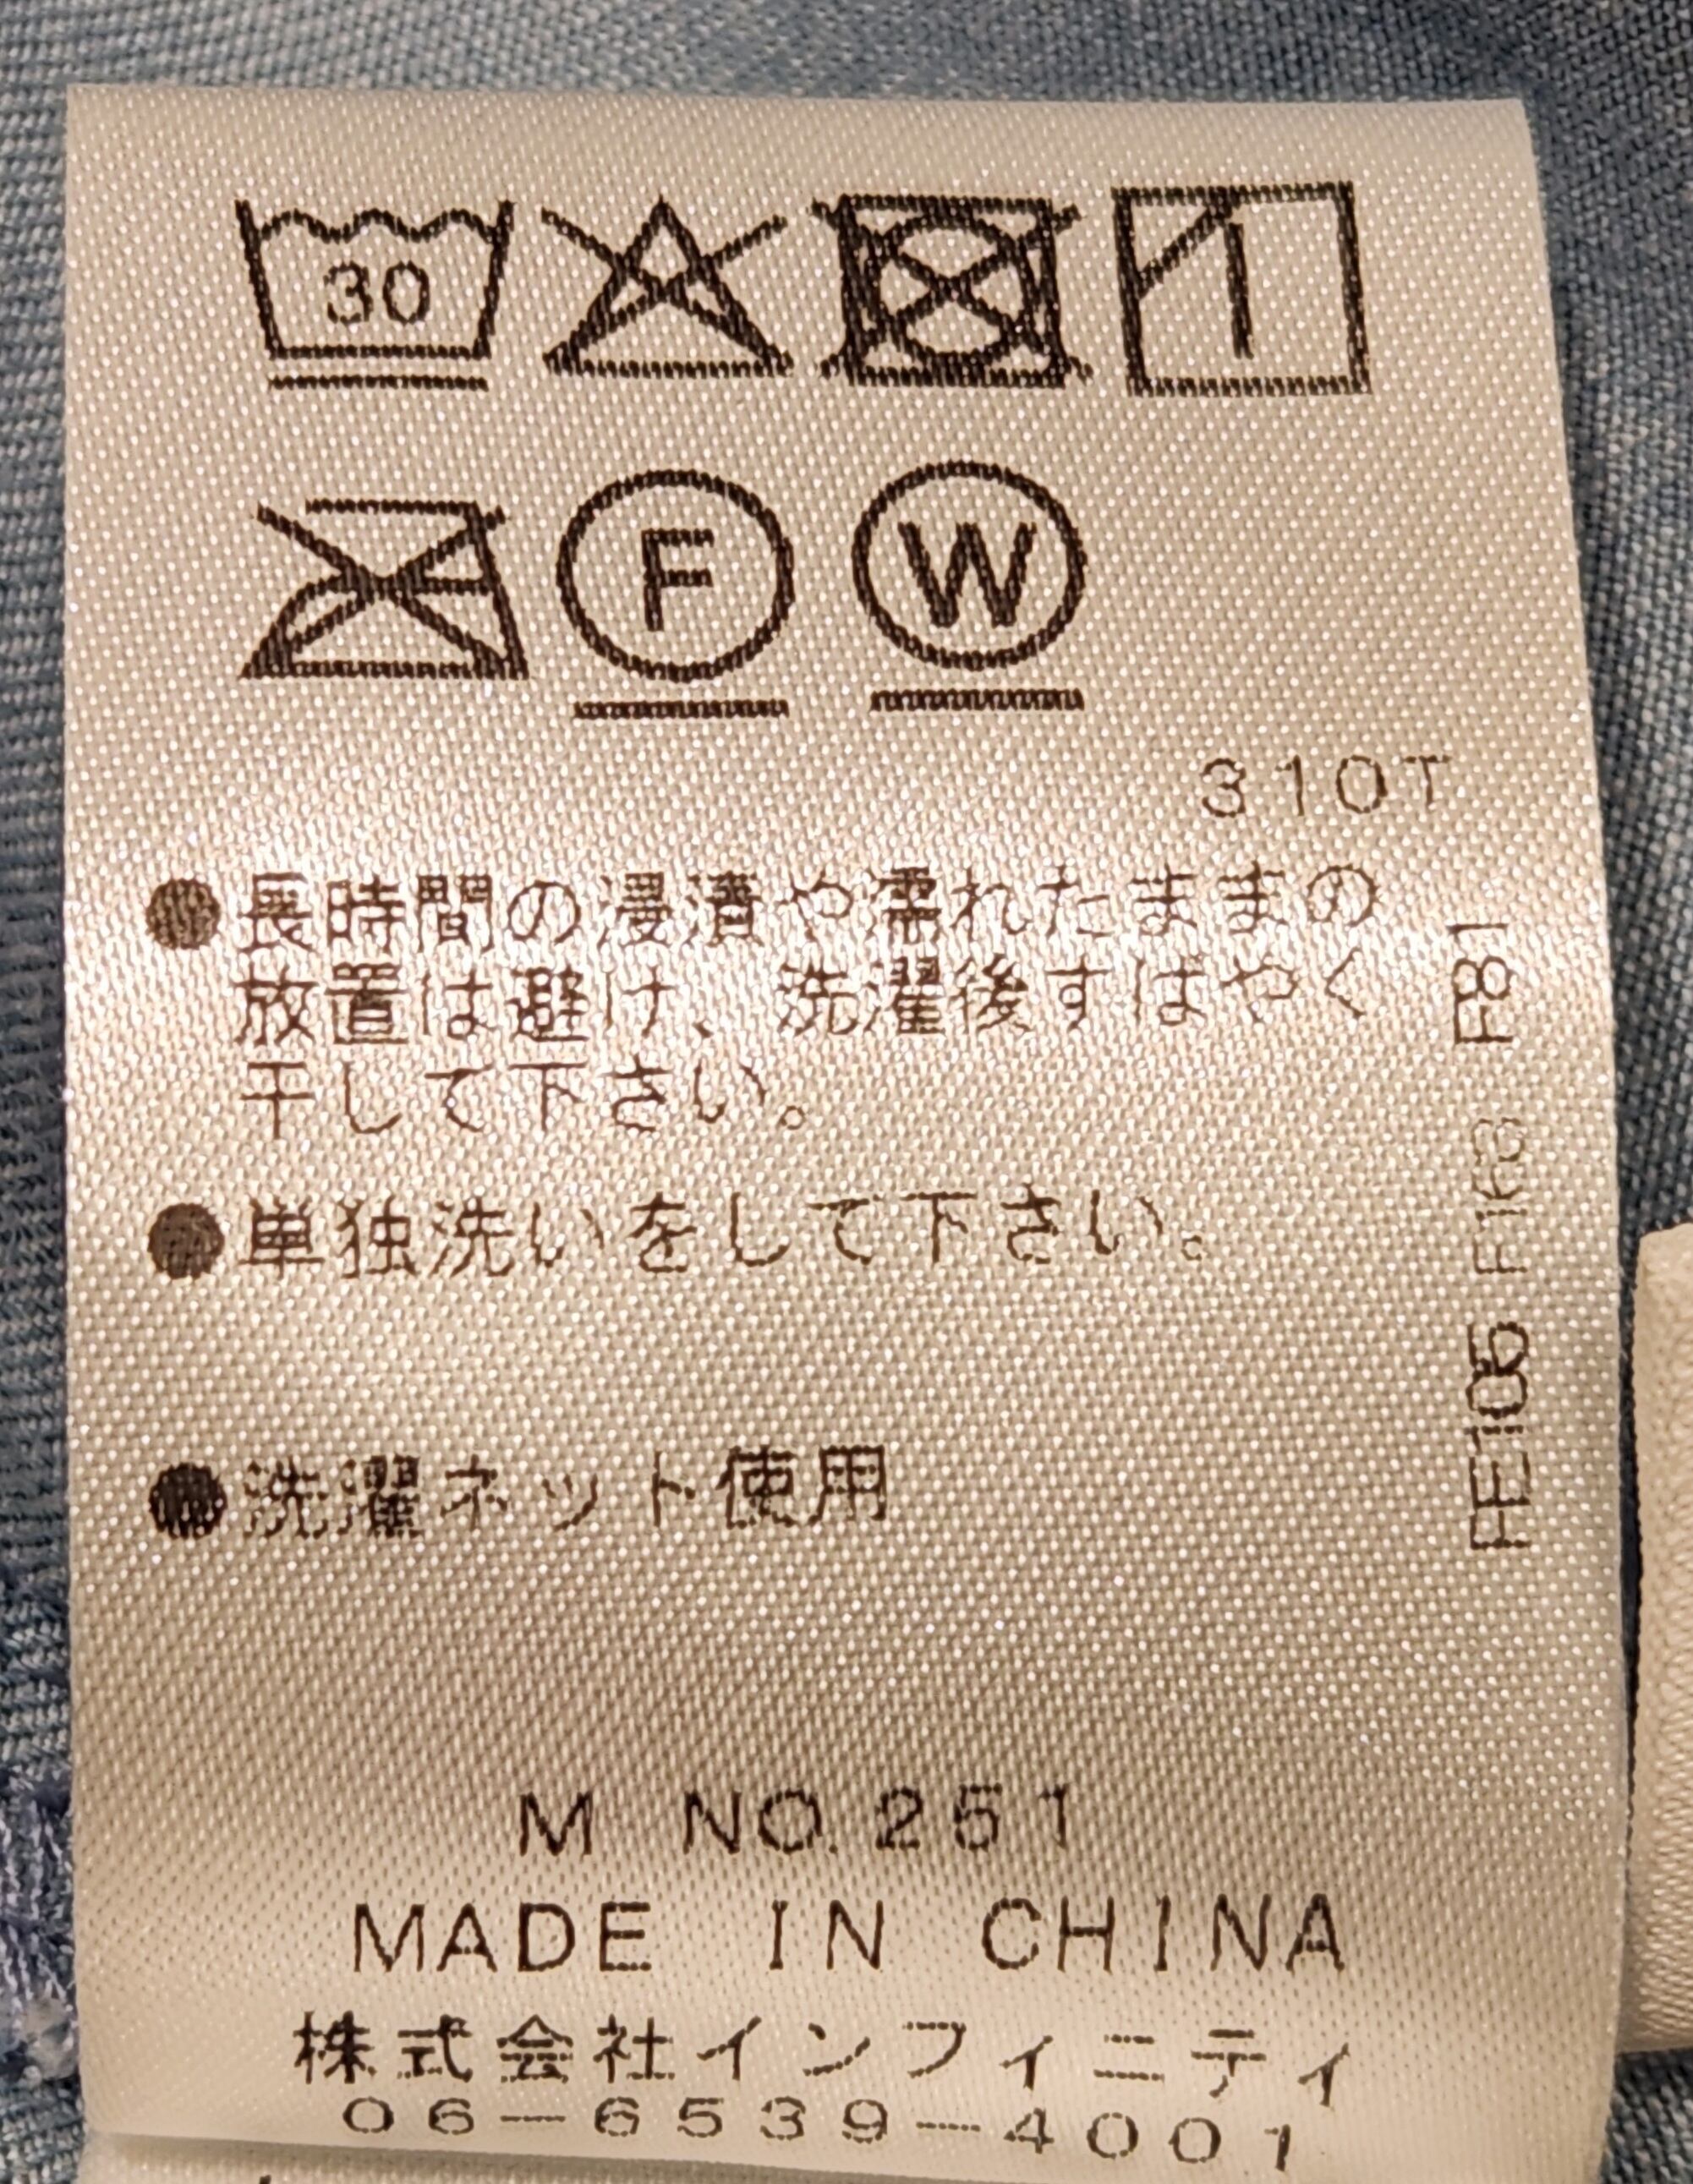 30
F W
310T
●長時間の浸漬や濡れたままの
放置は避け、洗濯後すばやく
干して下さい。
●単独洗いをして下さい。
●洗濯ネット使用
FE105 F163 F81
M NO.251
MADE IN CHINA
株式会社インフィニティ
06-6539-4001